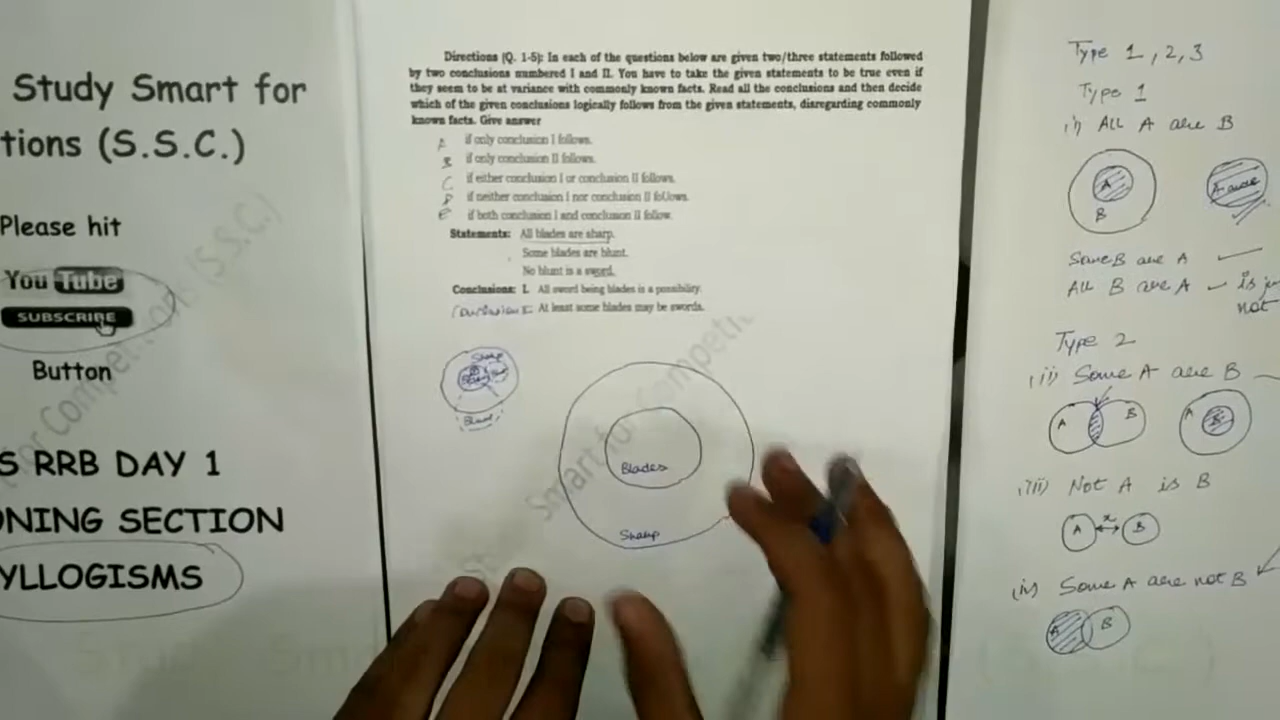 Study Smart for
tions (S.S.C.)
Please hit
You Tube
SUBSCRIBE
Button
S RRB DAY 1
ONING SECTION
YLLOGISMS
Directions (Q. 1-5): In each of the questions below are given two/three statements followed
by two conclusions numbered I and II. You have to take the given statements to be true even if
they seem to be at variance with commonly known facts. Read all the conclusions and then decide
which of the given conclusions logically follows from the given statements, disregarding commonly
known facts. Give answer
A if only conclusion I follows.
B if only conclusion II follows.
C if either conclusion I or conclusion II follows.
D if neither conclusion I nor conclusion II foUows.
e if both conclusion I and conclusion II follow.
Statements: All blades are sharp.
Some blades are blunt.
No blunt is a sword.
Conclusions: I. All sword being blades is a possibility.
At least some blades may be swords.
Sharp
Blades
Sharp
Smart for Competi
Type 1, 2, 3
Type 1
i) All A are B
A
B
Some B are A
All B are A is
not
Type 2
(ii) Some A are B
A B
A B
(iii) Not A is B
A x B
(iv) Some A are not B
A B